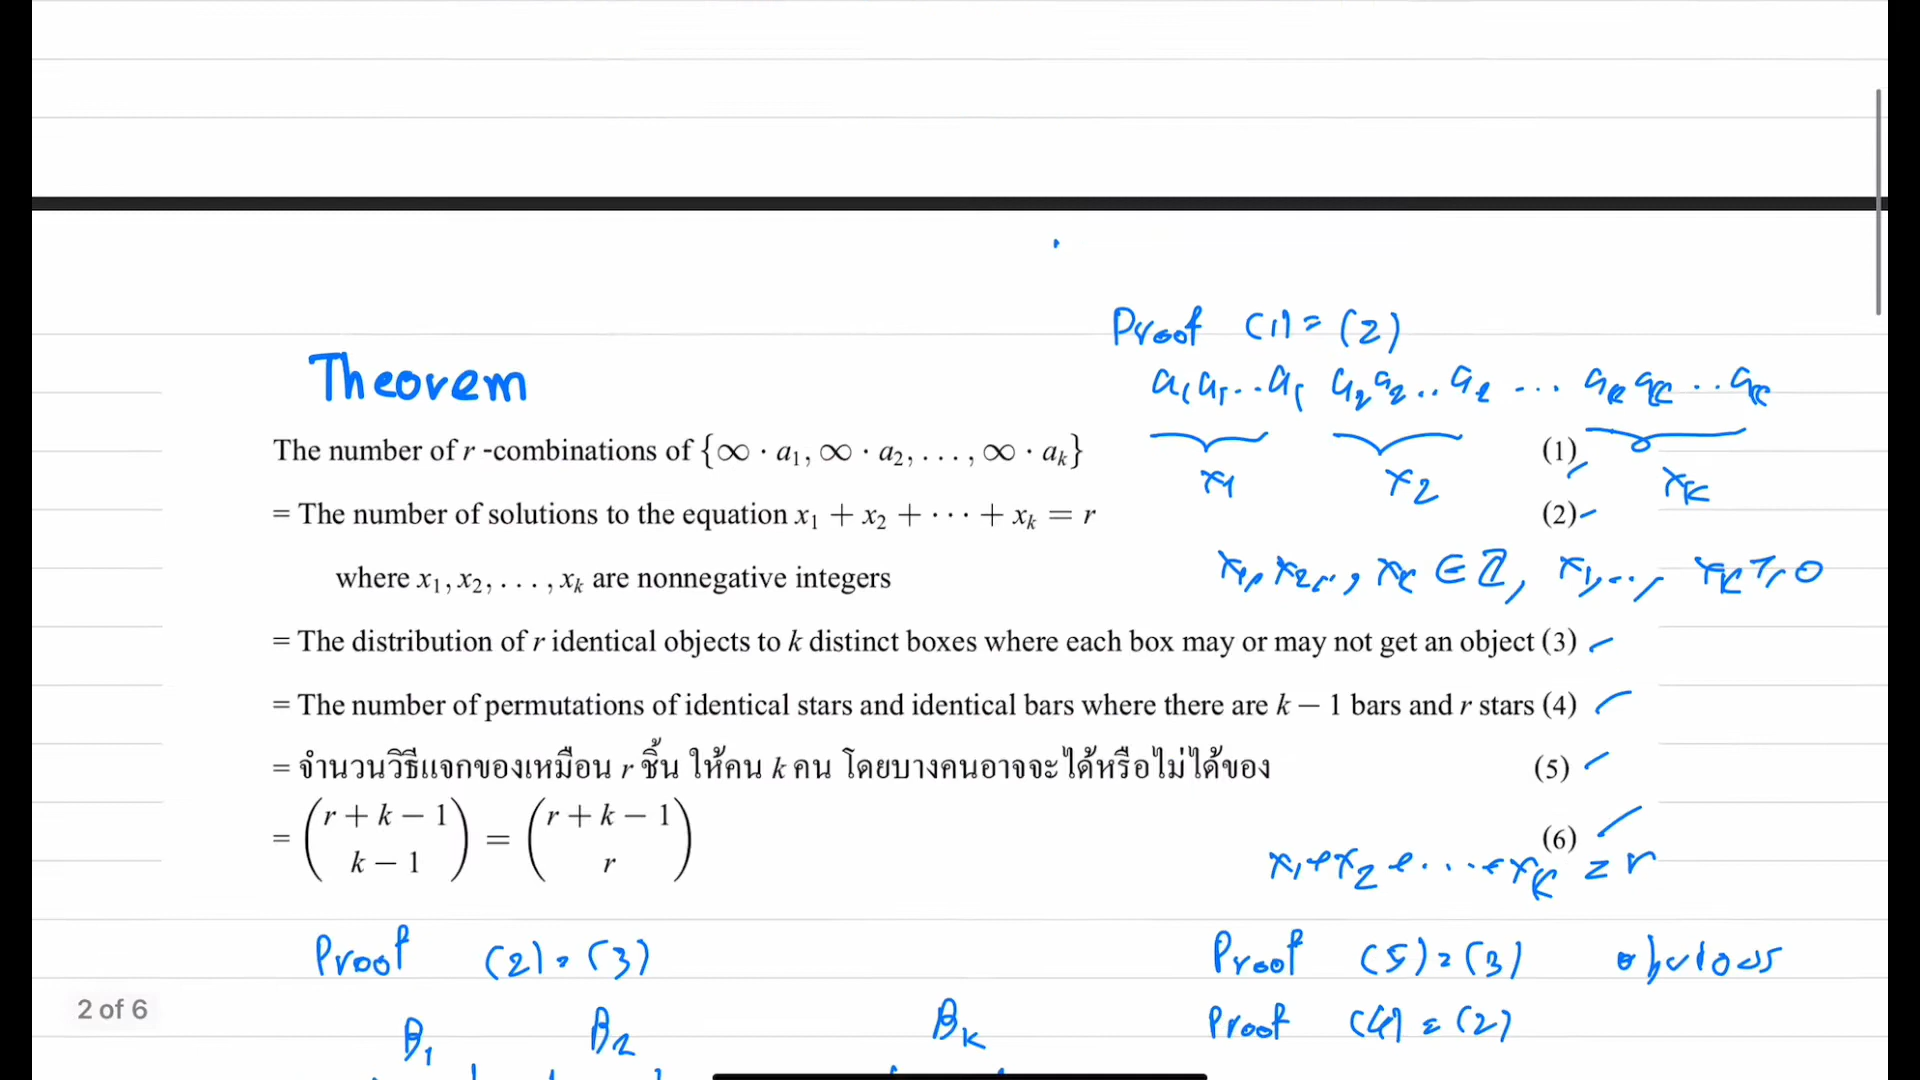 Proof (1) = (2)
Theorem
a₁a₁...a₁ a₂a₂...a₂ ... aₖaₖ...aₖ
The number of r -combinations of {∞ · a₁, ∞ · a₂, . . . , ∞ · aₖ} (1)
x₁ x₂ xₖ
= The number of solutions to the equation x₁ + x₂ + · · · + xₖ = r (2)
where x₁, x₂, . . . , xₖ are nonnegative integers
x₁, x₂, .., xₖ ∈ ℤ, x₁, ..., xₖ ≥ 0
= The distribution of r identical objects to k distinct boxes where each box may or may not get an object (3)
= The number of permutations of identical stars and identical bars where there are k − 1 bars and r stars (4)
= จำนวนวิธีแจกของเหมือน r ชิ้น ให้คน k คน โดยบางคนอาจจะได้หรือไม่ได้ของ (5)
= (r + k − 1 k − 1) = (r + k − 1 r) (6)
x₁ + x₂ + ... + xₖ = r
Proof (2) = (3)
Proof (5) = (3) obvious
Proof (4) = (2)
B₁ B₂ Bₖ
2 of 6